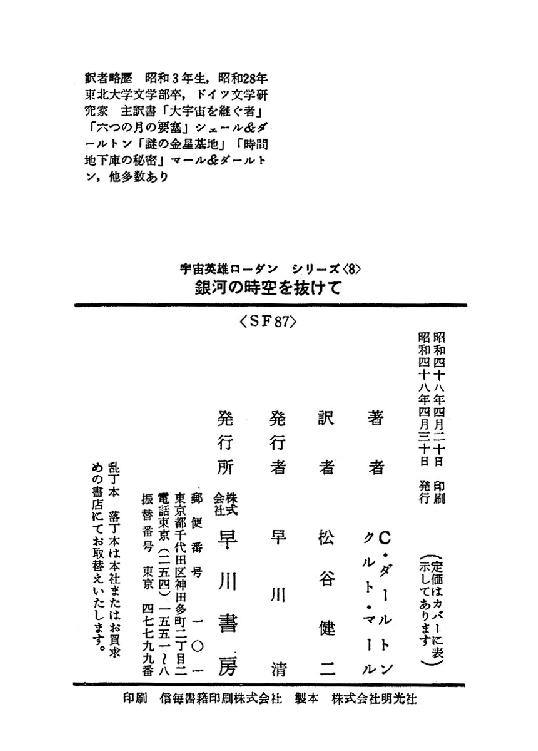 訳者略歴　昭和3年生，昭和28年
東北大学文学部卒，ドイツ文学研
究家　主訳書「大宇宙を継ぐ者」
「六つの月の要塞」シェール&ダ
ールトン「謎の金星基地」「時間
地下庫の秘密」マール&ダールト
ン，他多数あり
宇宙英雄ローダン　シリーズ〈8〉
銀河の時空を抜けて
〈SF87〉
昭和四十八年四月二十日　印刷
昭和四十八年四月三十日　発行
（定価はカバーに表
示してあります）
著者　C・ダールトン
クルト・マール
訳者　松谷健二
発行者　早川清
発行所　株式会社　早川書房
郵便番号　一〇一
東京都千代田区神田多町二丁目二
電話東京（二五四）一五五一〜八
振替番号　東京　四七七九九番
乱丁本　落丁本は本社またはお買求
めの書店にてお取替えいたします。
印刷　信毎書籍印刷株式会社　製本　株式会社明光社